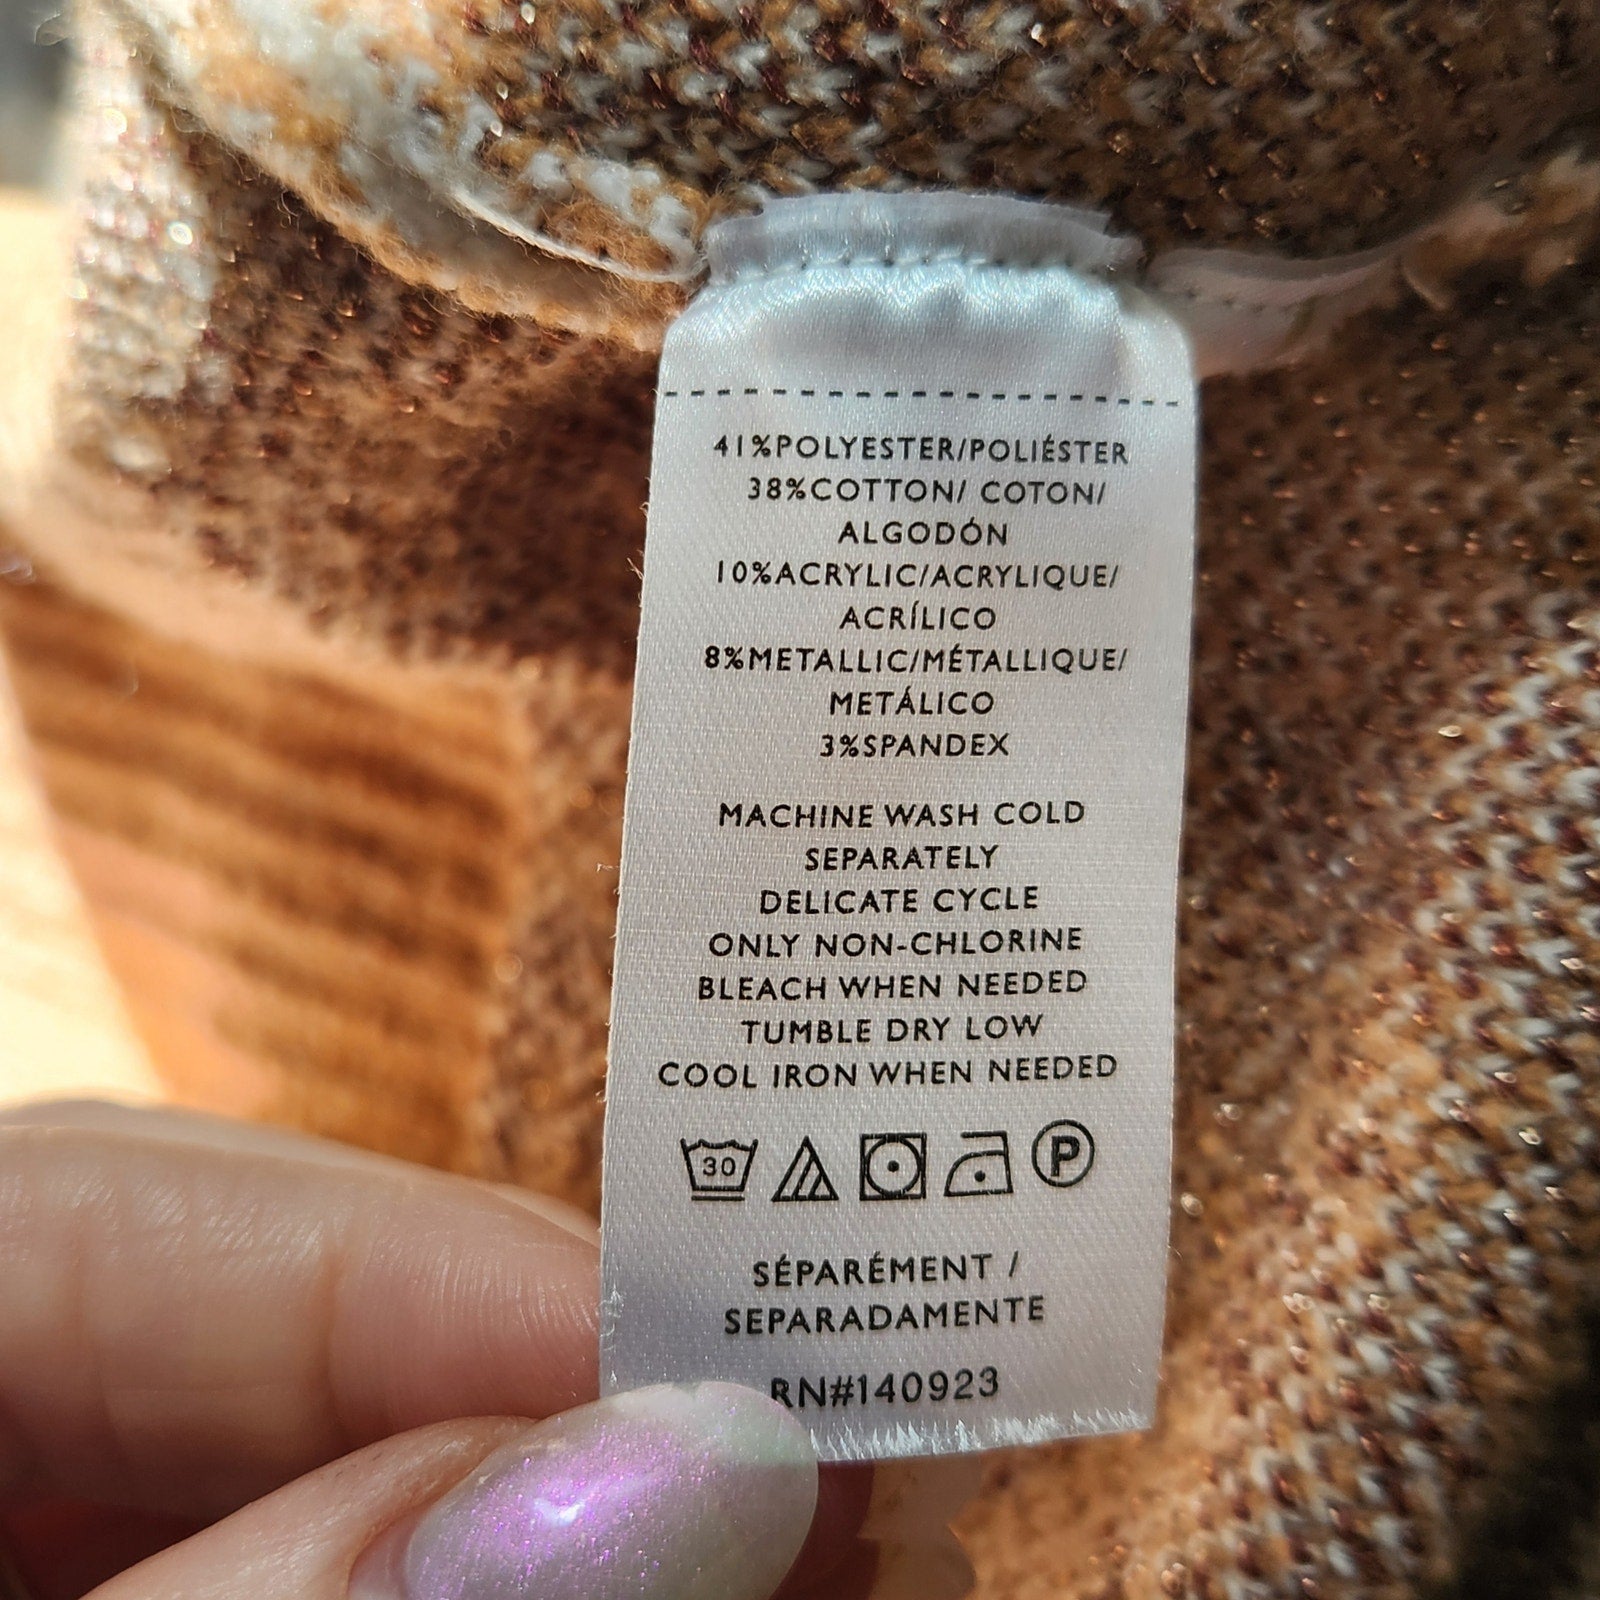 41%POLYESTER/POLIÉSTER
38%COTTON/ COTON/
ALGODÓN
10%ACRYLIC/ACRYLIQUE/
ACRÍLICO
8%METALLIC/MÉTALLIQUE/
METÁLICO
3%SPANDEX
MACHINE WASH COLD
SEPARATELY
DELICATE CYCLE
ONLY NON-CHLORINE
BLEACH WHEN NEEDED
TUMBLE DRY LOW
COOL IRON WHEN NEEDED
30 P
SÉPARÉMENT /
SEPARADAMENTE
RN#140923